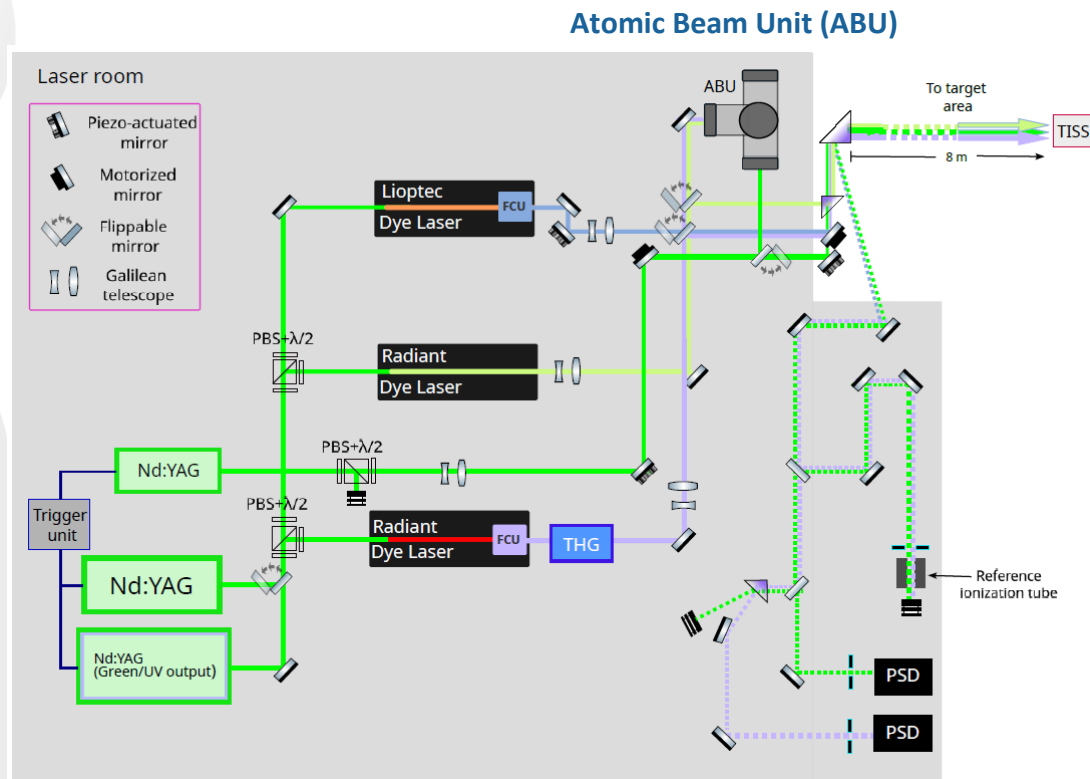 Atomic Beam Unit (ABU)
Laser room
Piezo-actuated
mirror
Motorized
mirror
Flippable
mirror
Galilean
telescope
ABU
To target
area
TISS
8 m
Lioptec
FCU
Dye Laser
PBS+λ/2
Radiant
Dye Laser
PBS+λ/2
Nd:YAG
PBS+λ/2
Trigger
unit
Radiant
FCU
Dye Laser
THG
Nd:YAG
Reference
ionization tube
Nd:YAG
(Green/UV output)
PSD
PSD